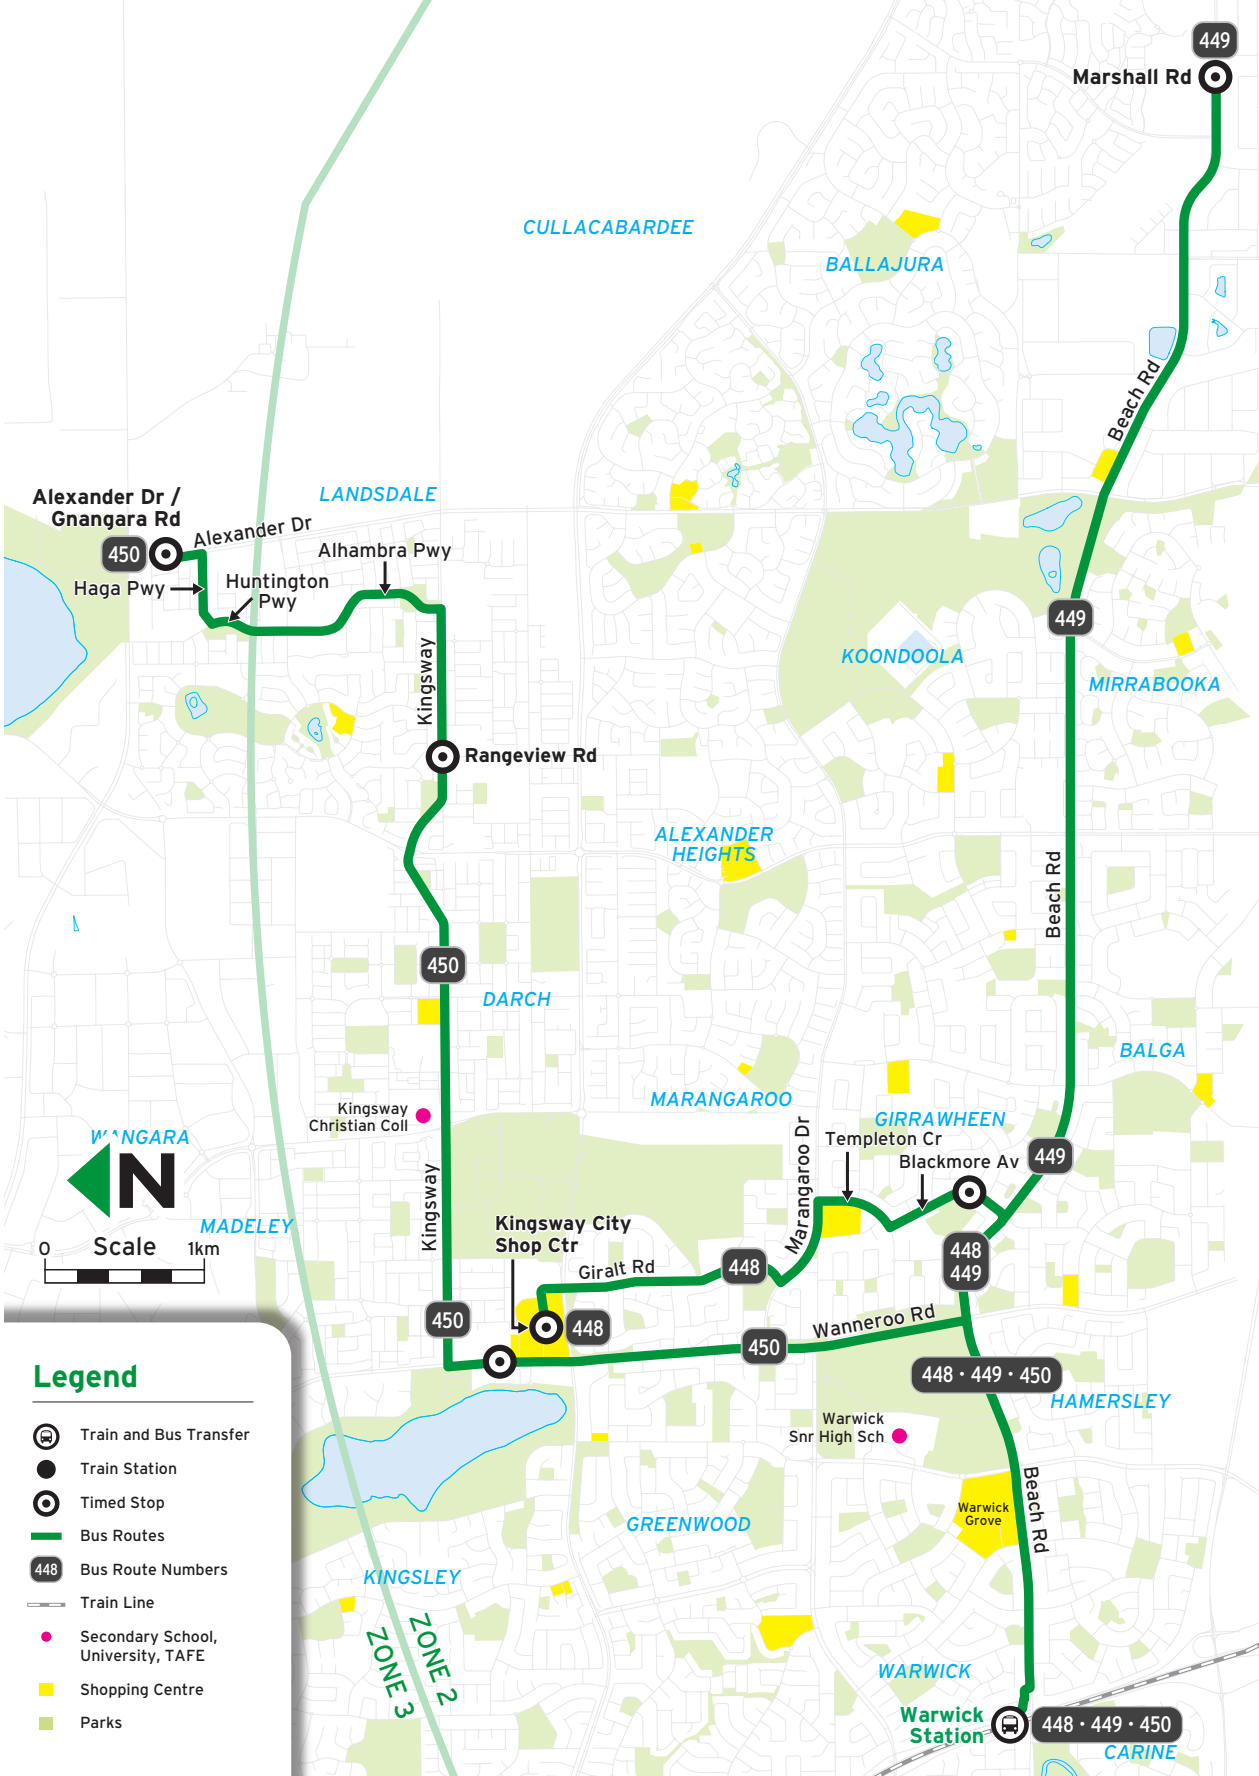 449
Marshall Rd
CULLACABARDEE
BALLAJURA
Beach Rd
LANDSDALE
Alexander Dr /
Gnangara Rd
450
Alexander Dr
Alhambra Pwy
Haga Pwy
Huntington
Pwy
449
Kingsway
KOONDOOLA
MIRRABOOKA
Rangeview Rd
ALEXANDER
HEIGHTS
Beach Rd
450
DARCH
BALGA
MARANGAROO
Kingsway
Christian Coll
GIRRAWHEEN
Templeton Cr
WANGARA
N
Blackmore Av
449
Marangaroo Dr
Kingsway
MADELEY
Kingsway City
Shop Ctr
0 Scale 1km
448
449
Giralt Rd
448
450
448
Wanneroo Rd
450
448 • 449 • 450
HAMERSLEY
Warwick
Snr High Sch
Warwick
Grove
Beach Rd
GREENWOOD
KINGSLEY
ZONE 2
ZONE 3
WARWICK
Warwick
Station
448 • 449 • 450
CARINE
Legend
Train and Bus Transfer
Train Station
Timed Stop
Bus Routes
448
Bus Route Numbers
Train Line
Secondary School,
University, TAFE
Shopping Centre
Parks